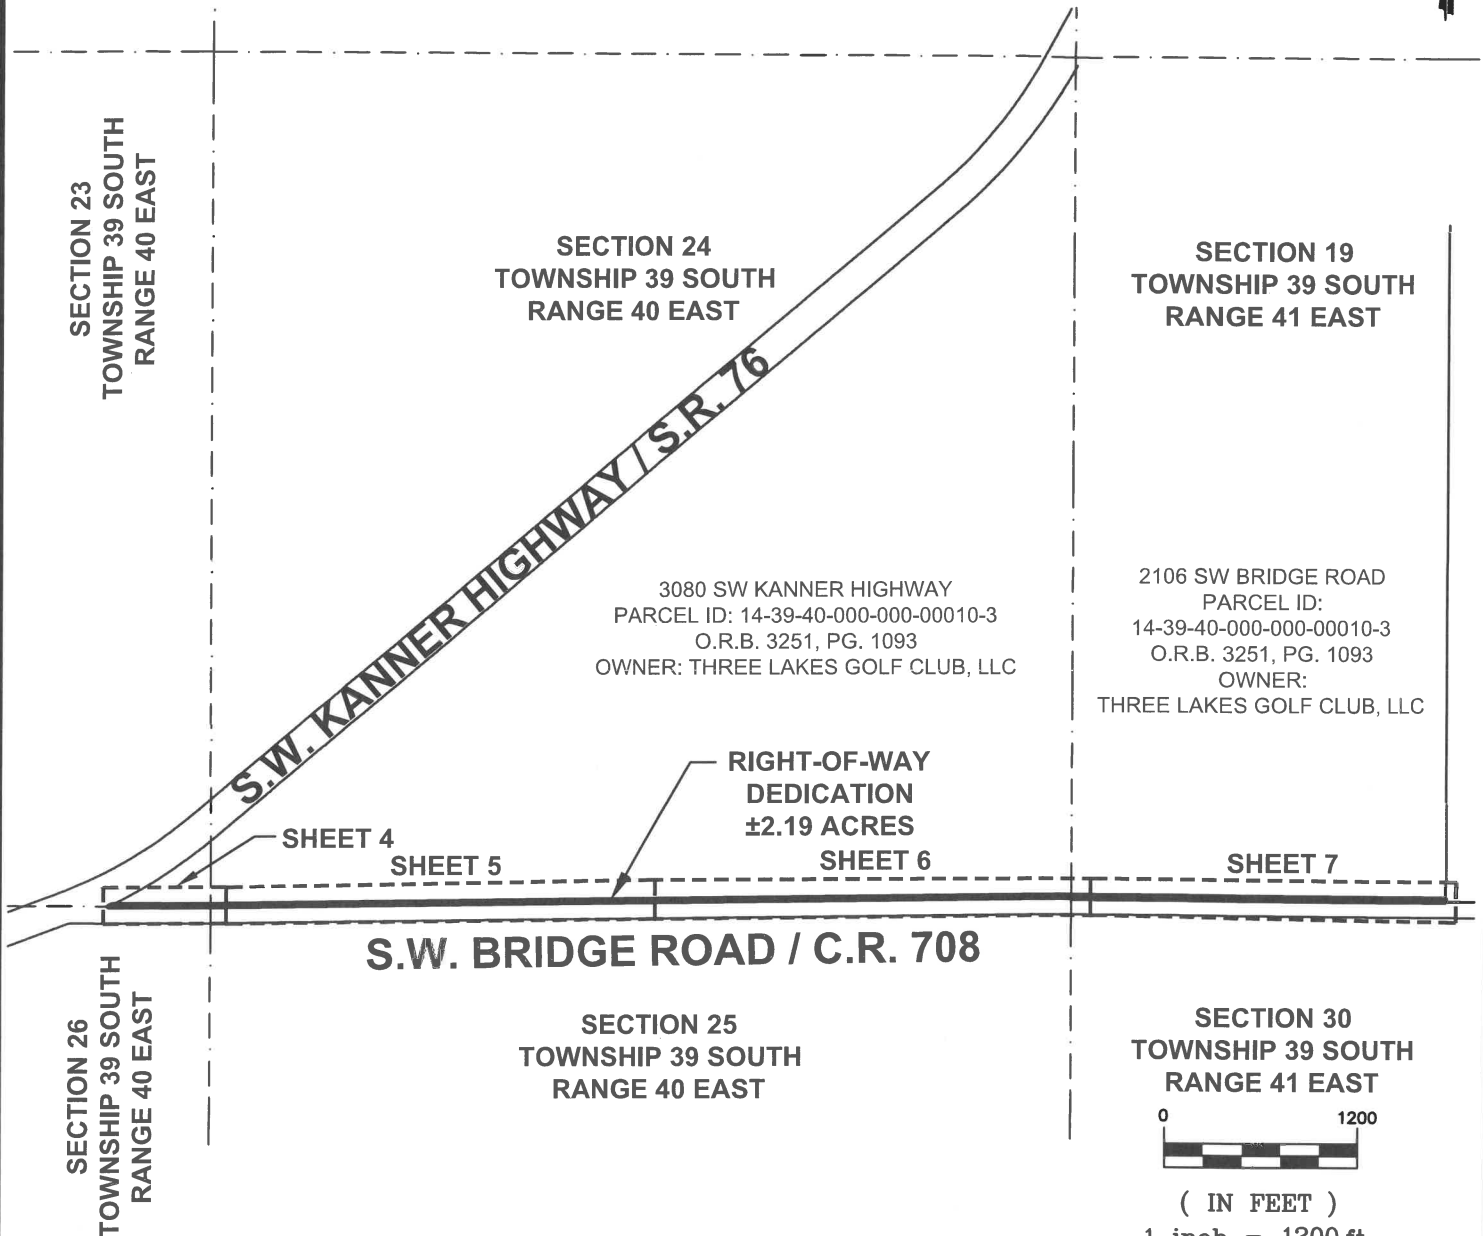 SECTION 23
TOWNSHIP 39 SOUTH
RANGE 40 EAST
SECTION 24
TOWNSHIP 39 SOUTH
RANGE 40 EAST
SECTION 19
TOWNSHIP 39 SOUTH
RANGE 41 EAST
S.W. KANNER HIGHWAY / S.R. 76
3080 SW KANNER HIGHWAY
PARCEL ID: 14-39-40-000-000-00010-3
O.R.B. 3251, PG. 1093
OWNER: THREE LAKES GOLF CLUB, LLC
2106 SW BRIDGE ROAD
PARCEL ID:
14-39-40-000-000-00010-3
O.R.B. 3251, PG. 1093
OWNER:
THREE LAKES GOLF CLUB, LLC
RIGHT-OF-WAY
DEDICATION
±2.19 ACRES
SHEET 4
SHEET 5
SHEET 6
SHEET 7
S.W. BRIDGE ROAD / C.R. 708
SECTION 26
TOWNSHIP 39 SOUTH
RANGE 40 EAST
SECTION 25
TOWNSHIP 39 SOUTH
RANGE 40 EAST
SECTION 30
TOWNSHIP 39 SOUTH
RANGE 41 EAST
0 1200
( IN FEET )
1 inch = 1200 ft.